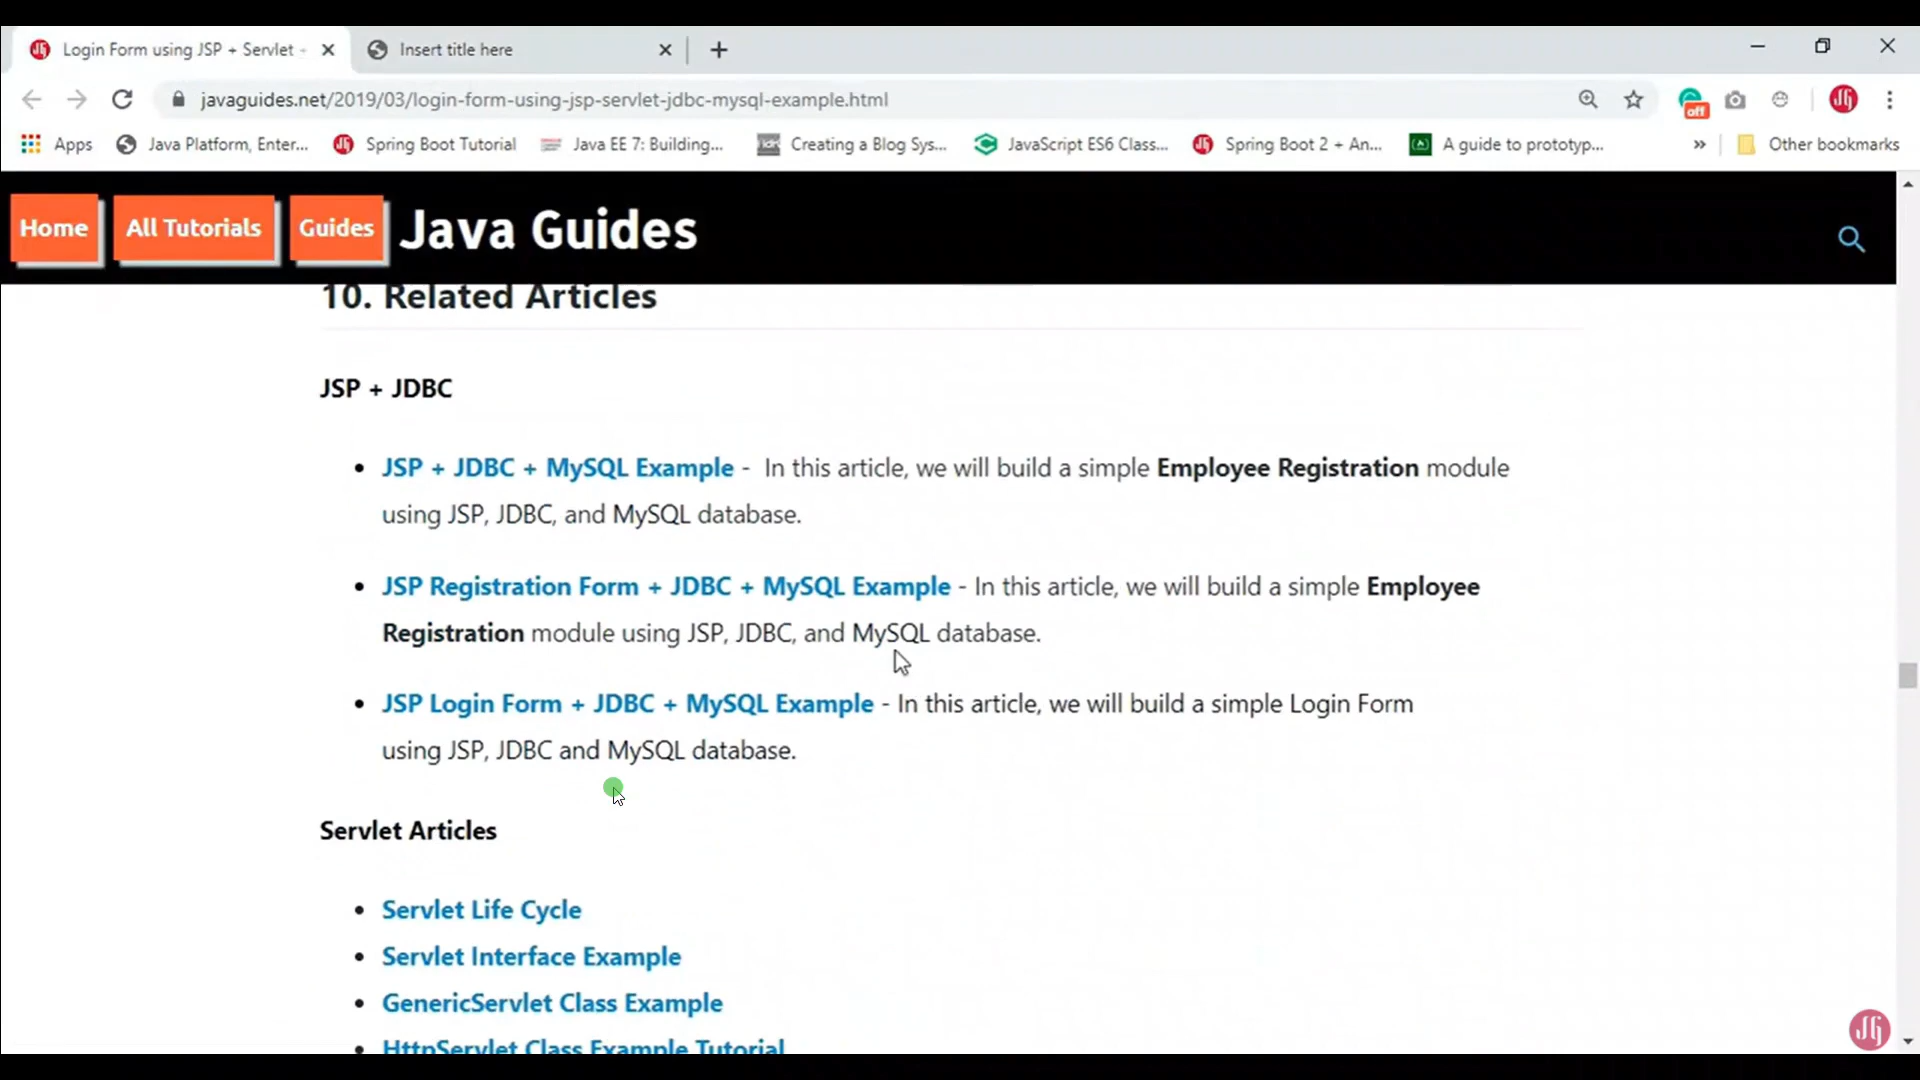 Login Form using JSP + Servlet +
Insert title here
javaguides.net/2019/03/login-form-using-jsp-servlet-jdbc-mysql-example.html
off
Apps
Java Platform, Enter...
Spring Boot Tutorial
Java EE 7: Building...
Creating a Blog Sys...
JavaScript ES6 Class...
Spring Boot 2 + An...
A guide to prototyp...
»
Other bookmarks
Home
All Tutorials
Guides
Java Guides
10. Related Articles
JSP + JDBC
• JSP + JDBC + MySQL Example - In this article, we will build a simple Employee Registration module
using JSP, JDBC, and MySQL database.
• JSP Registration Form + JDBC + MySQL Example - In this article, we will build a simple Employee
Registration module using JSP, JDBC, and MySQL database.
• JSP Login Form + JDBC + MySQL Example - In this article, we will build a simple Login Form
using JSP, JDBC and MySQL database.
Servlet Articles
• Servlet Life Cycle
• Servlet Interface Example
• GenericServlet Class Example
• HttpServlet Class Example Tutorial
JG